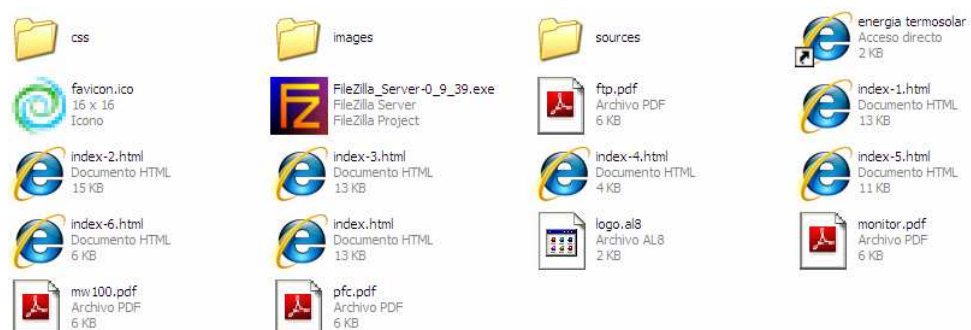 css
images
sources
energia termosolar
Acceso directo
2 KB
favicon.ico
16 x 16
Icono
FileZilla_Server-0_9_39.exe
FileZilla Server
FileZilla Project
ftp.pdf
Archivo PDF
6 KB
index-1.html
Documento HTML
13 KB
index-2.html
Documento HTML
15 KB
index-3.html
Documento HTML
13 KB
index-4.html
Documento HTML
4 KB
index-5.html
Documento HTML
11 KB
index-6.html
Documento HTML
6 KB
index.html
Documento HTML
13 KB
logo.al8
Archivo AL8
2 KB
monitor.pdf
Archivo PDF
6 KB
mw100.pdf
Archivo PDF
6 KB
pfc.pdf
Archivo PDF
6 KB